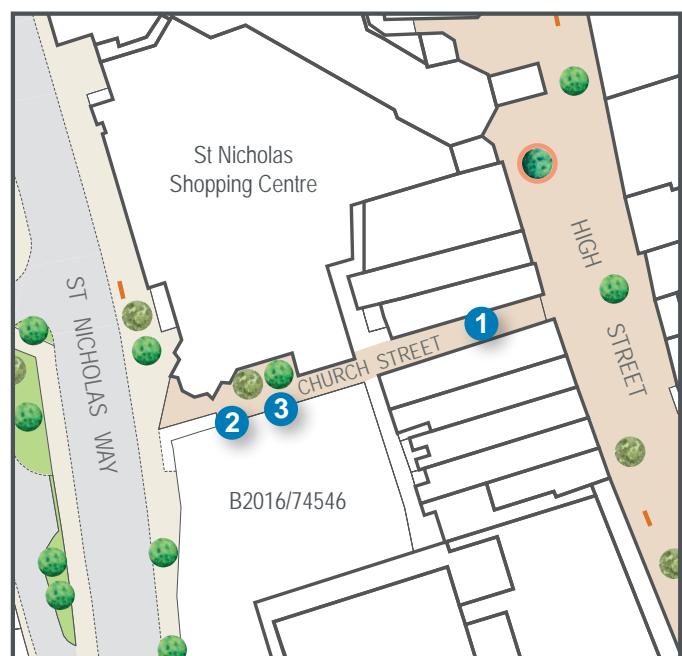 St Nicholas
Shopping Centre
HIGH STREET
ST NICHOLAS WAY
1
CHURCH STREET
2
3
B2016/74546